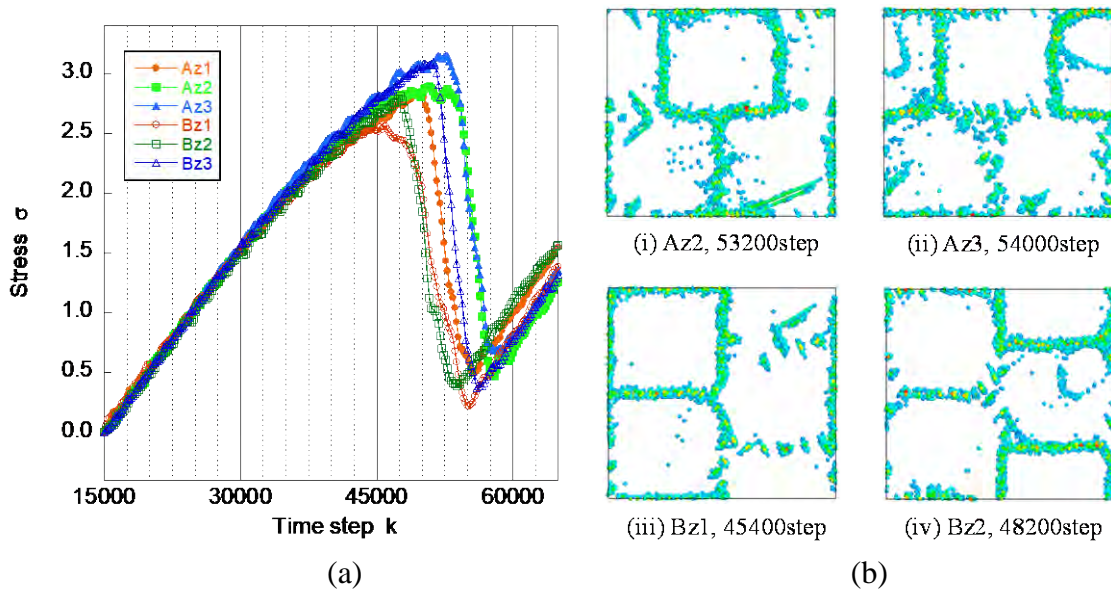 3.0
2.5
2.0
1.5
1.0
0.5
0.0
Stress σ
Az1
Az2
Az3
Bz1
Bz2
Bz3
15000 30000 45000 60000
Time step k
(a)
(i) Az2, 53200step
(ii) Az3, 54000step
(iii) Bz1, 45400step
(iv) Bz2, 48200step
(b)